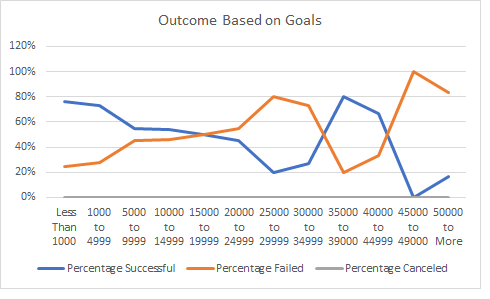 Outcome Based on Goals
120%
100%
80%
60%
40%
20%
0%
Less Than 1000
1000 to 4999
5000 to 9999
10000 to 14999
15000 to 19999
20000 to 24999
25000 to 29999
30000 to 34999
35000 to 39000
40000 to 44999
45000 to 49000
50000 to More
Percentage Successful
Percentage Failed
Percentage Canceled